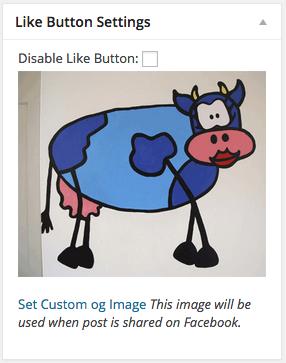 Like Button Settings
Disable Like Button:
Set Custom og Image This image will be
used when post is shared on Facebook.